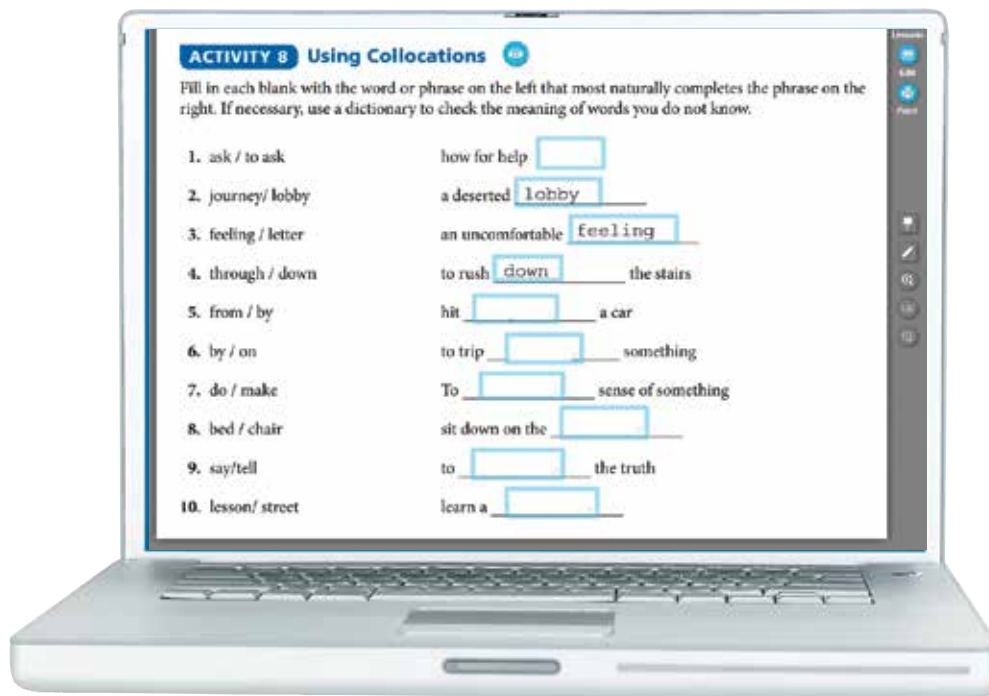 ACTIVITY 8 Using Collocations
Fill in each blank with the word or phrase on the left that most naturally completes the phrase on the
right. If necessary, use a dictionary to check the meaning of words you do not know.
1. ask / to ask how for help
2. journey/ lobby a deserted lobby
3. feeling / letter an uncomfortable feeling
4. through / down to rush down the stairs
5. from / by hit a car
6. by / on to trip something
7. do / make To sense of something
8. bed / chair sit down on the
9. say/tell to the truth
10. lesson/ street learn a